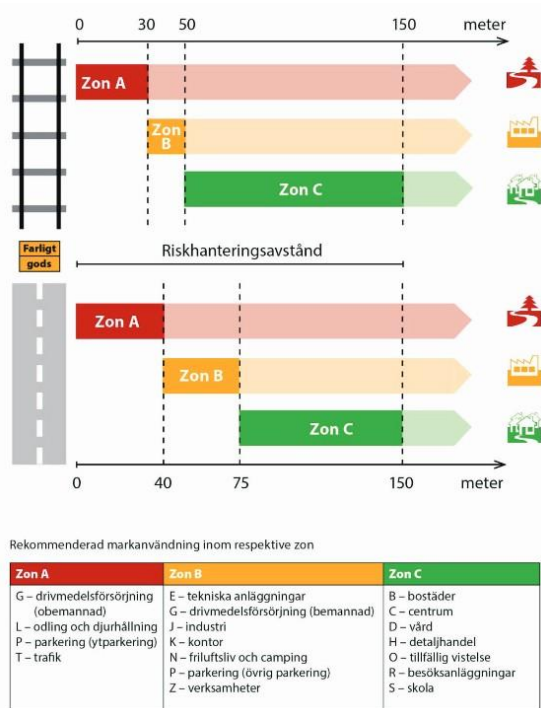 0 30 50 150 meter
Zon A
Zon
B
Zon C
Farligt
gods
Riskhanteringsavstånd
Zon A
Zon B
Zon C
0 40 75 150 meter
Rekommenderad markanvändning inom respektive zon
Zon A
G – drivmedelsförsörjning
(obemannad)
L – odling och djurhållning
P – parkering (ytparkering)
T – trafik
Zon B
E – tekniska anläggningar
G – drivmedelsförsörjning (bemannad)
J – industri
K – kontor
N – friluftsliv och camping
P – parkering (övrig parkering)
Z – verksamheter
Zon C
B – bostäder
C – centrum
D – vård
H – detaljhandel
O – tillfällig vistelse
R – besöksanläggningar
S – skola